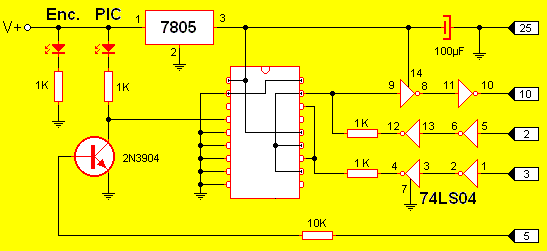 Enc. PIC
V+
1 7805 3
2
100µF
25
1K 1K
14
9 8 11 10
10
1K 12 13 6 5
2
2N3904
1K 4 3 2 1
3
7
74LS04
10K
5